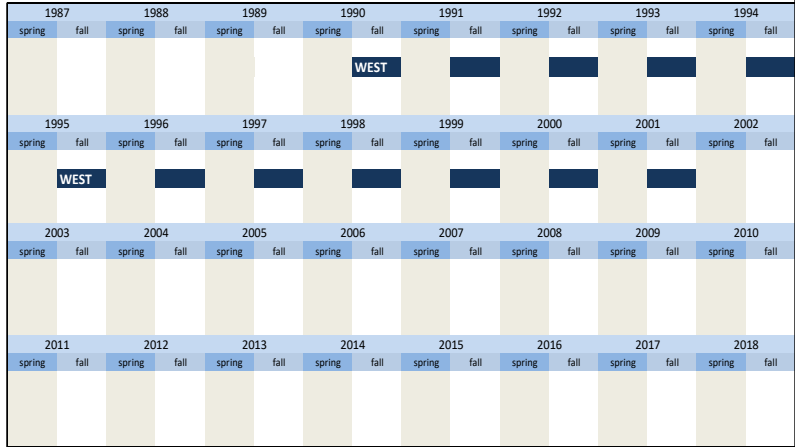 1987 1988 1989 1990 1991 1992 1993 1994
spring fall spring fall spring fall spring fall spring fall spring fall spring fall spring fall
WEST
1995 1996 1997 1998 1999 2000 2001 2002
spring fall spring fall spring fall spring fall spring fall spring fall spring fall spring fall
WEST
2003 2004 2005 2006 2007 2008 2009 2010
spring fall spring fall spring fall spring fall spring fall spring fall spring fall spring fall
2011 2012 2013 2014 2015 2016 2017 2018
spring fall spring fall spring fall spring fall spring fall spring fall spring fall spring fall